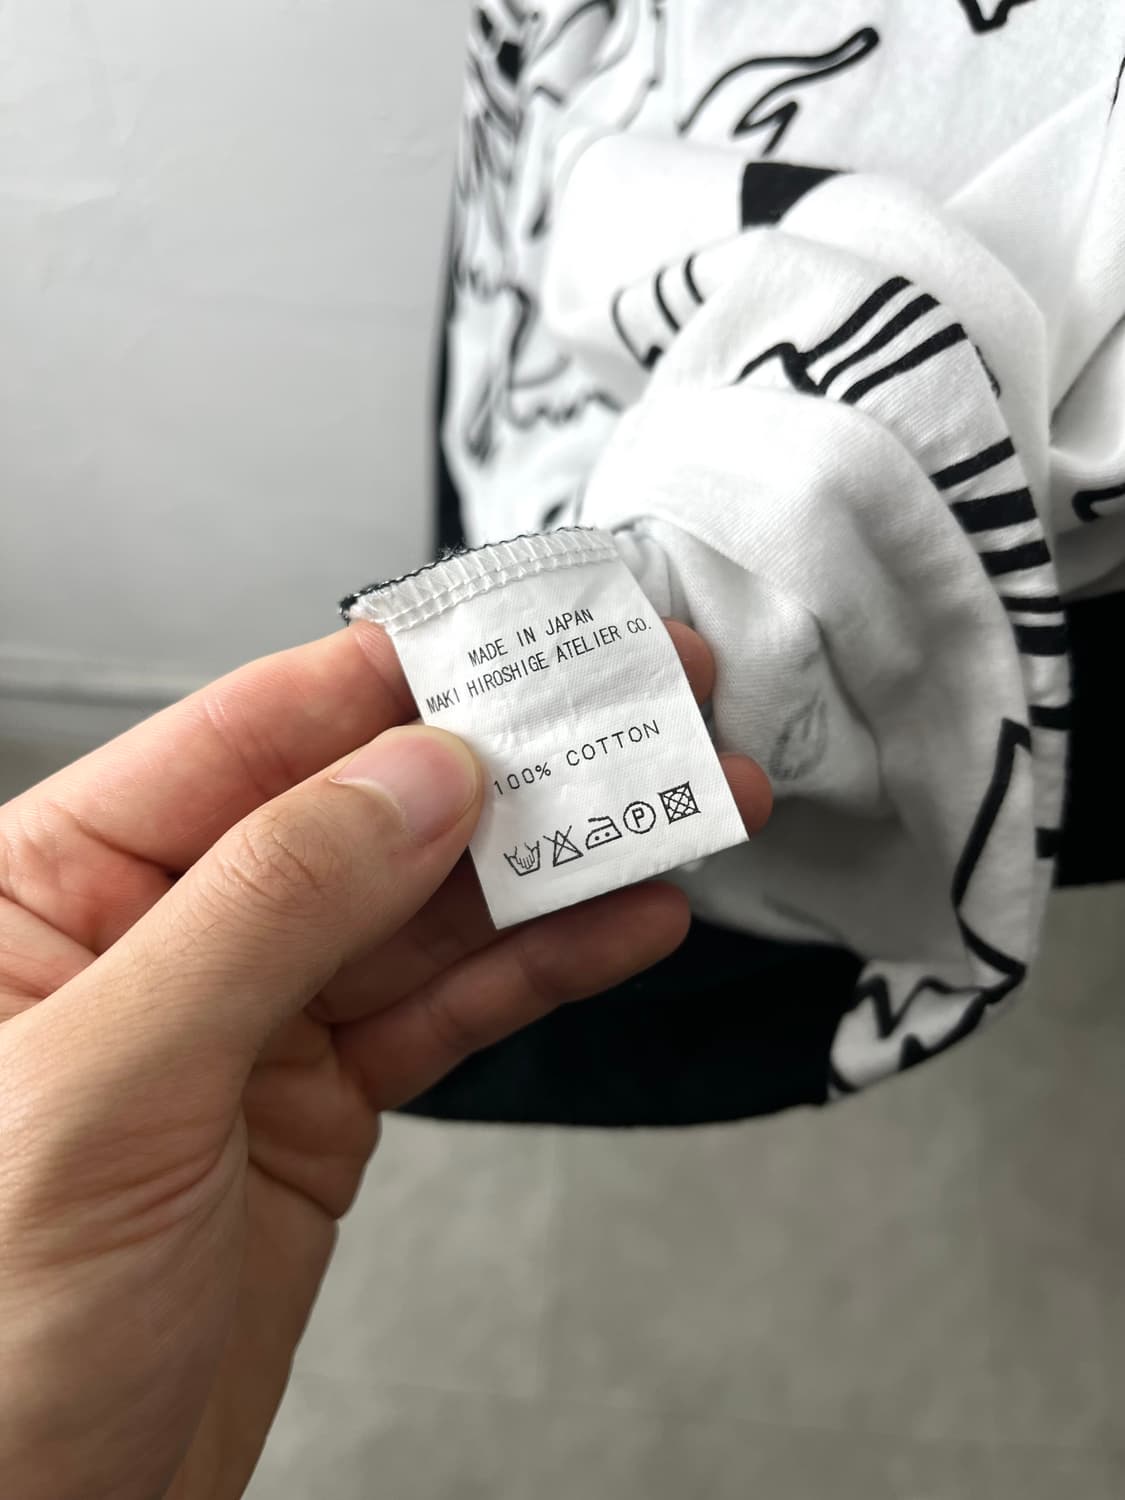 MADE IN JAPAN
MAKI HIROSHIGE ATELIER CO.
100% COTTON
P